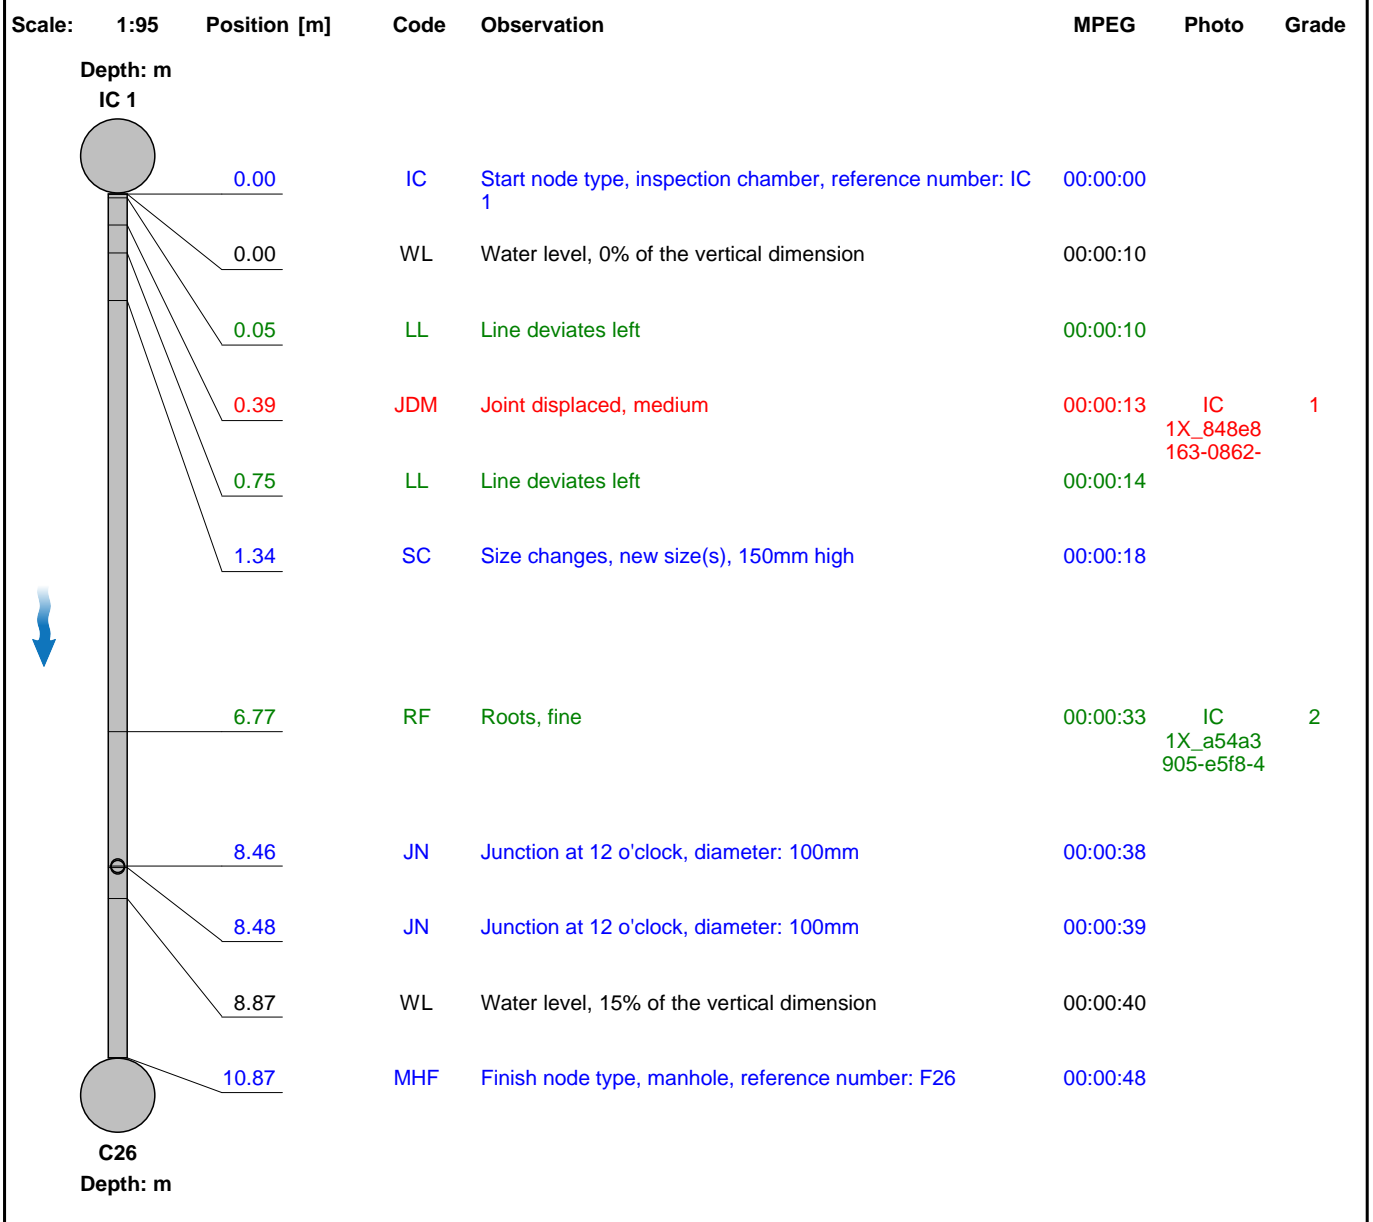 Scale: 1:95 Position [m] Code Observation MPEG Photo Grade
Depth: m
IC 1
0.00 IC Start node type, inspection chamber, reference number: IC 00:00:00
1
0.00 WL Water level, 0% of the vertical dimension 00:00:10
0.05 LL Line deviates left 00:00:10
0.39 JDM Joint displaced, medium 00:00:13 IC 1
1X_848e8
163-0862-
0.75 LL Line deviates left 00:00:14
1.34 SC Size changes, new size(s), 150mm high 00:00:18
6.77 RF Roots, fine 00:00:33 IC 2
1X_a54a3
905-e5f8-4
8.46 JN Junction at 12 o'clock, diameter: 100mm 00:00:38
8.48 JN Junction at 12 o'clock, diameter: 100mm 00:00:39
8.87 WL Water level, 15% of the vertical dimension 00:00:40
10.87 MHF Finish node type, manhole, reference number: F26 00:00:48
C26
Depth: m